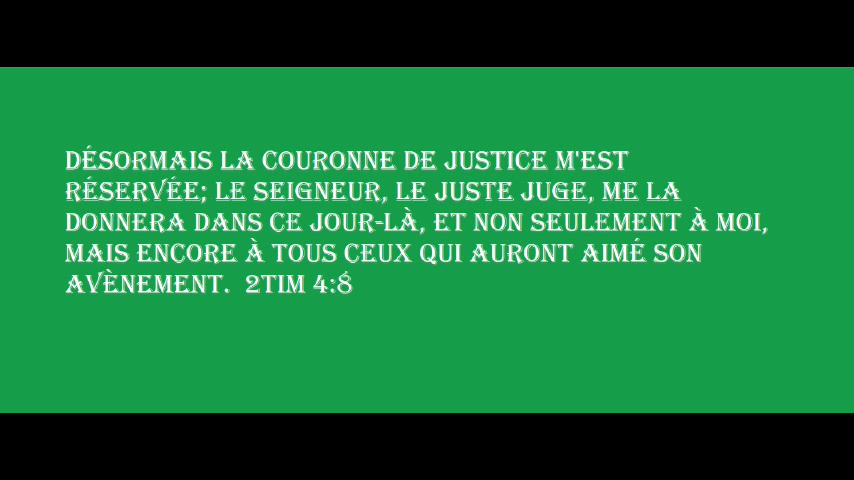 DÉSORMAIS LA COURONNE DE JUSTICE M'EST
RÉSERVÉE; LE SEIGNEUR, LE JUSTE JUGE, ME LA
DONNERA DANS CE JOUR-LÀ, ET NON SEULEMENT À MOI,
MAIS ENCORE À TOUS CEUX QUI AURONT AIMÉ SON
AVÈNEMENT.  2TIM 4:8